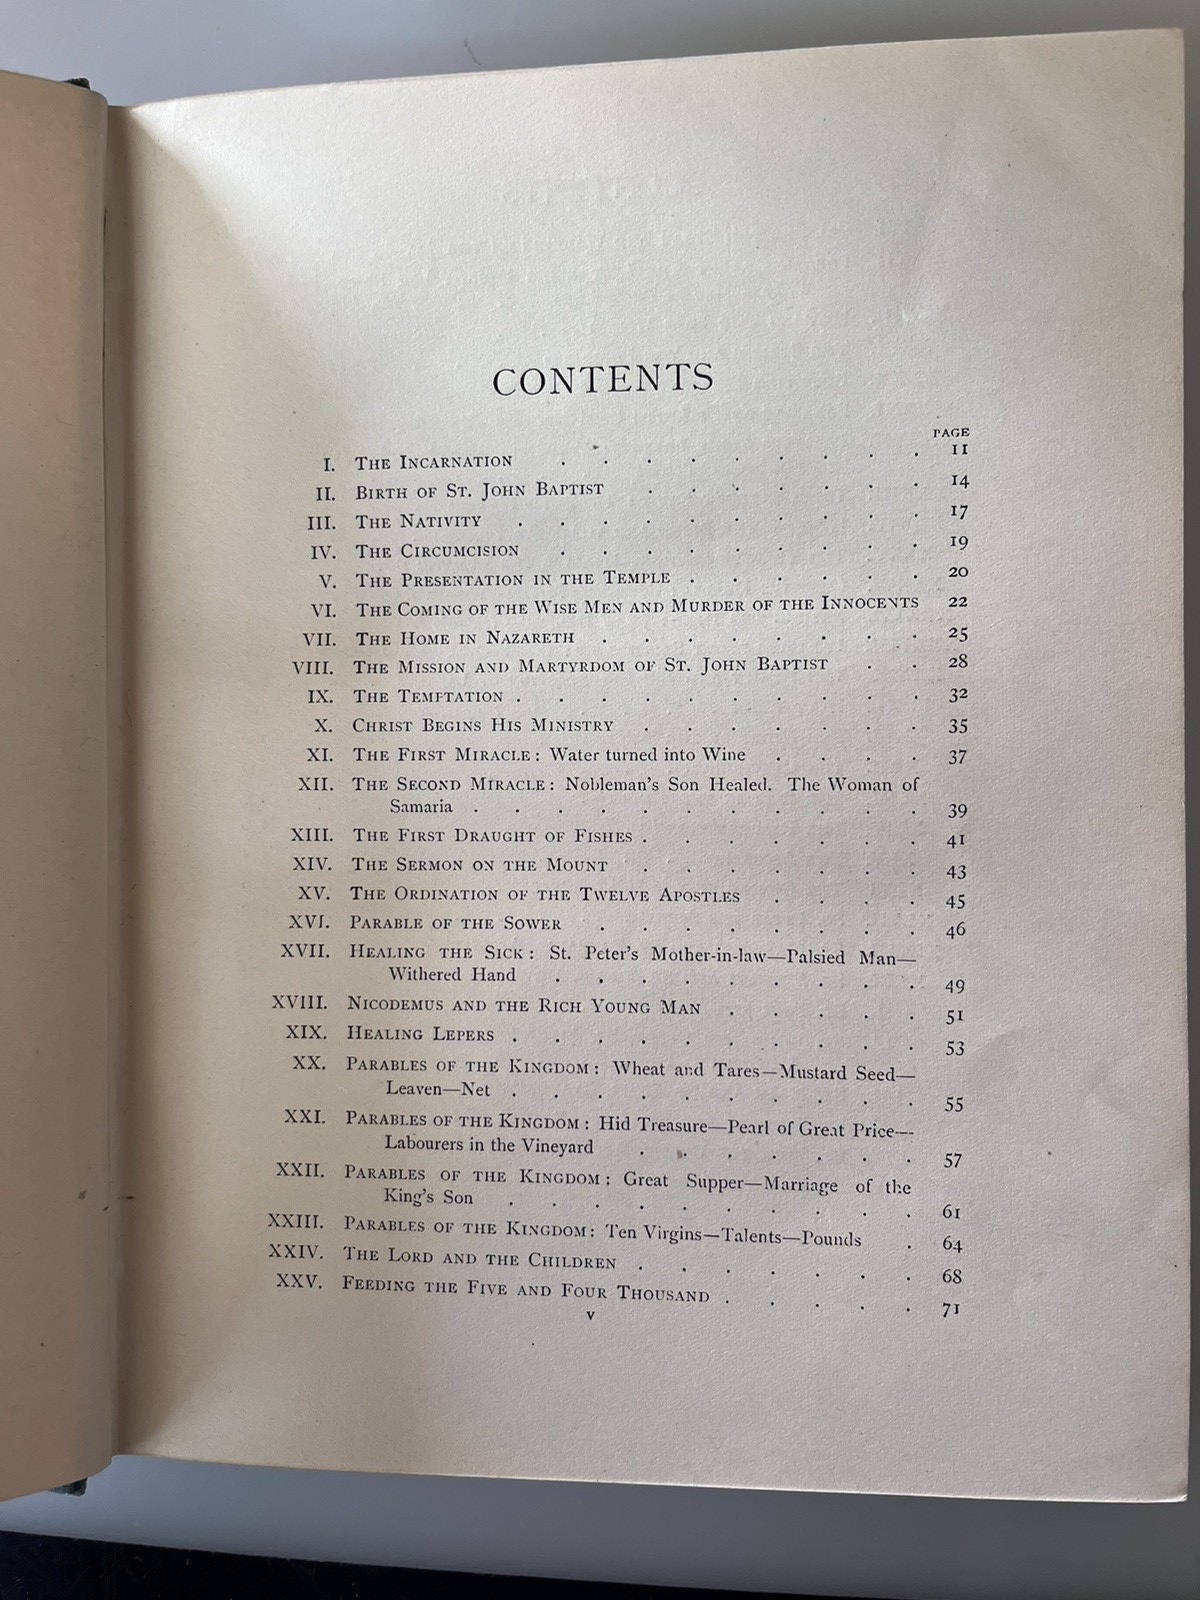 CONTENTS
PAGE
I. THE INCARNATION . . . . . . . . . 11
II. BIRTH OF ST. JOHN BAPTIST . . . . . . . 14
III. THE NATIVITY . . . . . . . . . . 17
IV. THE CIRCUMCISION . . . . . . . . . 19
V. THE PRESENTATION IN THE TEMPLE . . . . . . 20
VI. THE COMING OF THE WISE MEN AND MURDER OF THE INNOCENTS 22
VII. THE HOME IN NAZARETH . . . . . . . . 25
VIII. THE MISSION AND MARTYRDOM OF ST. JOHN BAPTIST . . 28
IX. THE TEMPTATION . . . . . . . . . . 32
X. CHRIST BEGINS HIS MINISTRY . . . . . . . 35
XI. THE FIRST MIRACLE: Water turned into Wine . . . . 37
XII. THE SECOND MIRACLE: Nobleman's Son Healed. The Woman of
Samaria . . . . . . . . . . . 39
XIII. THE FIRST DRAUGHT OF FISHES . . . . . . . 41
XIV. THE SERMON ON THE MOUNT . . . . . . . 43
XV. THE ORDINATION OF THE TWELVE APOSTLES . . . . 45
XVI. PARABLE OF THE SOWER . . . . . . . . 46
XVII. HEALING THE SICK: St. Peter's Mother-in-law—Palsied Man—
Withered Hand . . . . . . . . . 49
XVIII. NICODEMUS AND THE RICH YOUNG MAN . . . . . 51
XIX. HEALING LEPERS . . . . . . . . . . 53
XX. PARABLES OF THE KINGDOM: Wheat and Tares—Mustard Seed—
Leaven—Net . . . . . . . . . . 55
XXI. PARABLES OF THE KINGDOM: Hid Treasure—Pearl of Great Price—
Labourers in the Vineyard . . . . . . . 57
XXII. PARABLES OF THE KINGDOM: Great Supper—Marriage of the
King's Son . . . . . . . . . . 61
XXIII. PARABLES OF THE KINGDOM: Ten Virgins—Talents—Pounds . 64
XXIV. THE LORD AND THE CHILDREN . . . . . . . 68
XXV. FEEDING THE FIVE AND FOUR THOUSAND . . . . . 71
v